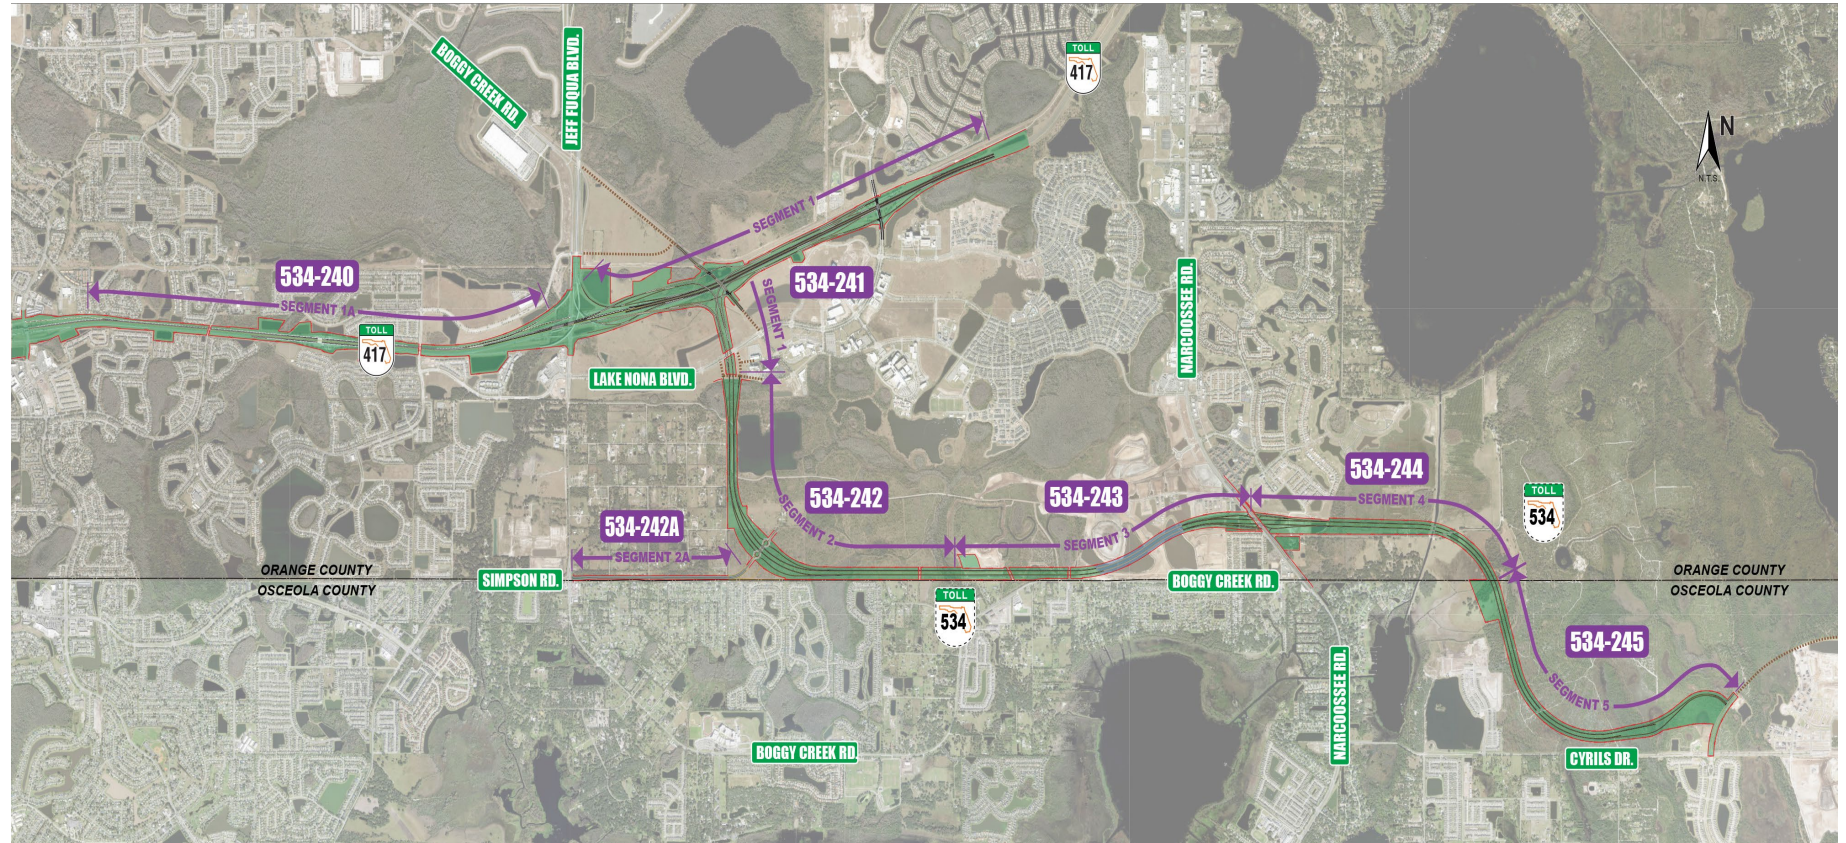 BOGGY CREEK RD.
JEFF FUQUA BLVD.
TOLL
417
N
N.T.S.
SEGMENT 1
534-240
SEGMENT 1A
TOLL
417
534-241
SEGMENT 1
NARCOOSSEE RD.
LAKE NONA BLVD.
534-242
SEGMENT 2
534-243
SEGMENT 3
534-244
SEGMENT 4
TOLL
534
534-242A
SEGMENT 2A
ORANGE COUNTY
OSCEOLA COUNTY
SIMPSON RD.
BOGGY CREEK RD.
ORANGE COUNTY
OSCEOLA COUNTY
TOLL
534
534-245
SEGMENT 5
NARCOOSSEE RD.
BOGGY CREEK RD.
CYRILS DR.